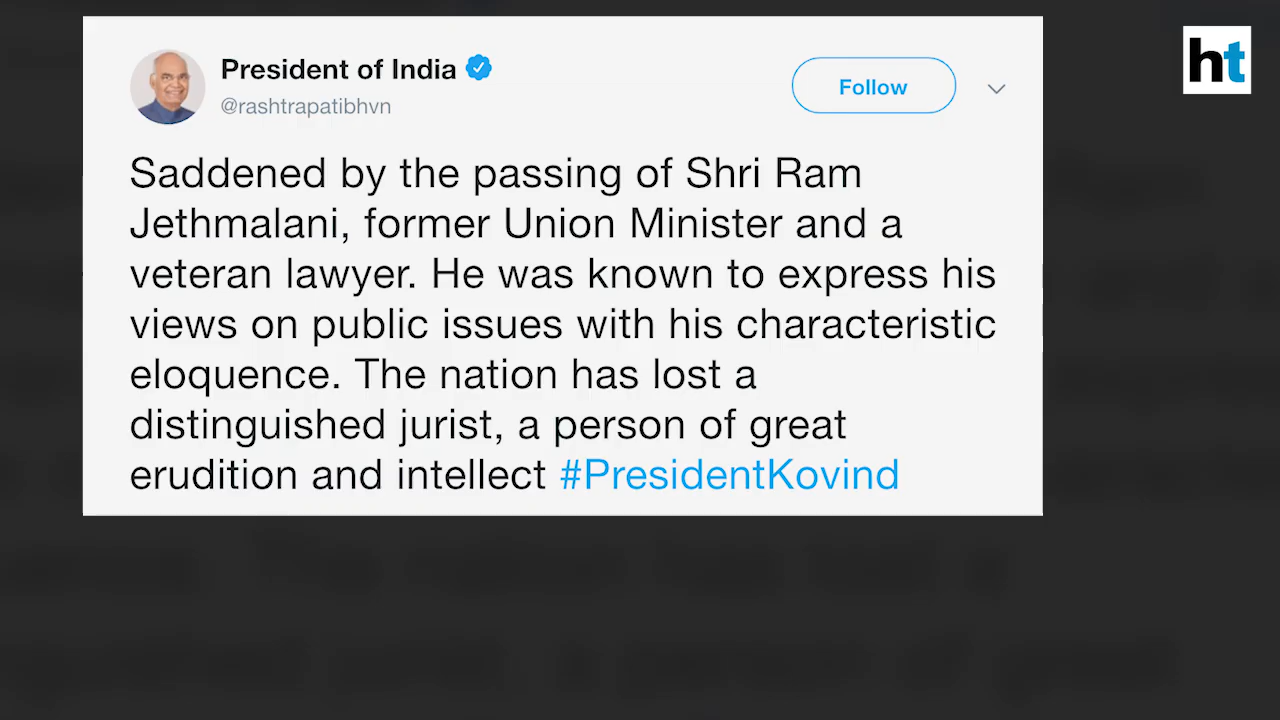 President of India
@rashtrapatibhvn
Follow
ht
Saddened by the passing of Shri Ram
Jethmalani, former Union Minister and a
veteran lawyer. He was known to express his
views on public issues with his characteristic
eloquence. The nation has lost a
distinguished jurist, a person of great
erudition and intellect #PresidentKovind